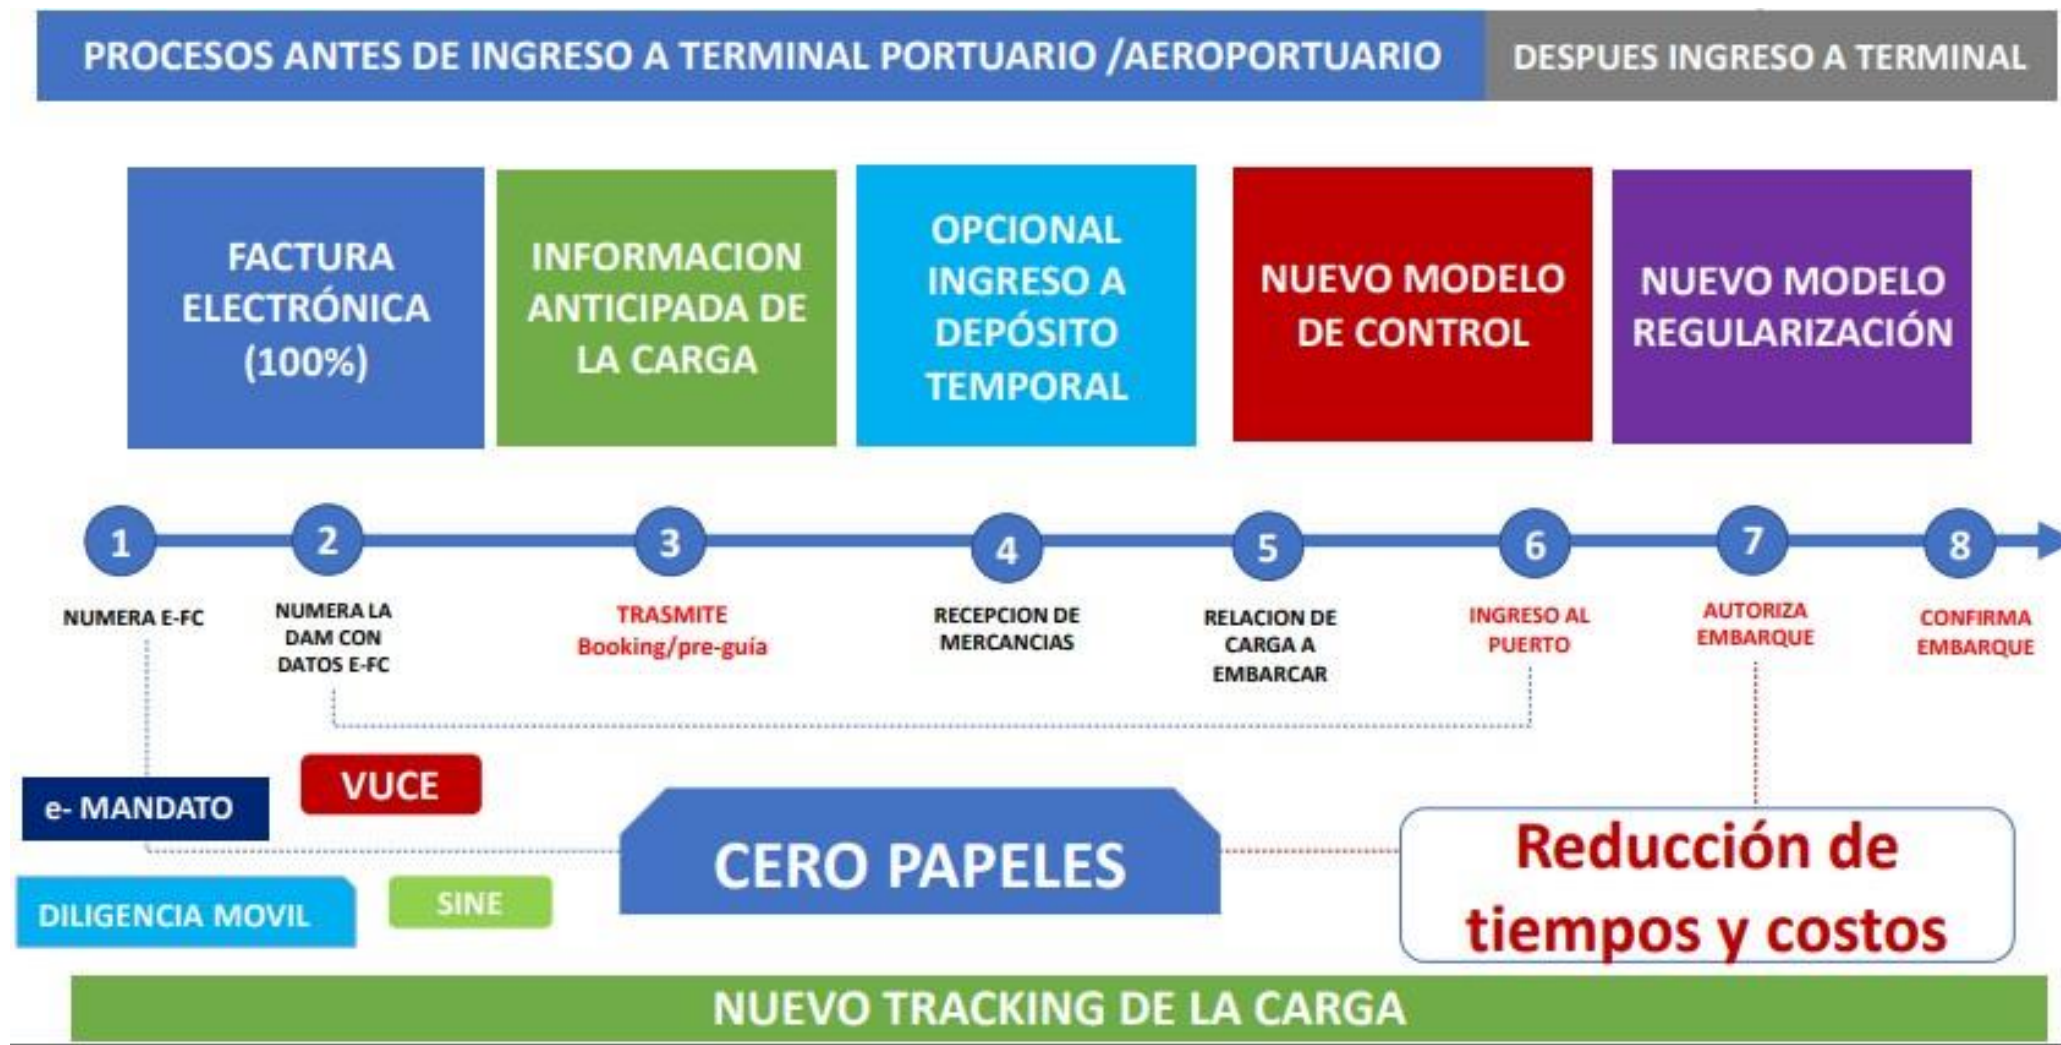 PROCESOS ANTES DE INGRESO A TERMINAL PORTUARIO /AEROPORTUARIO
DESPUES INGRESO A TERMINAL
FACTURA
ELECTRÓNICA
(100%)
INFORMACION
ANTICIPADA DE
LA CARGA
OPCIONAL
INGRESO A
DEPÓSITO
TEMPORAL
NUEVO MODELO
DE CONTROL
NUEVO MODELO
REGULARIZACIÓN
1
2
3
4
5
6
7
8
NUMERA E-FC
NUMERA LA
DAM CON
DATOS E-FC
TRASMITE
Booking/pre-guía
RECEPCION DE
MERCANCIAS
RELACION DE
CARGA A
EMBARCAR
INGRESO AL
PUERTO
AUTORIZA
EMBARQUE
CONFIRMA
EMBARQUE
e- MANDATO
VUCE
DILIGENCIA MOVIL
SINE
CERO PAPELES
Reducción de
tiempos y costos
NUEVO TRACKING DE LA CARGA